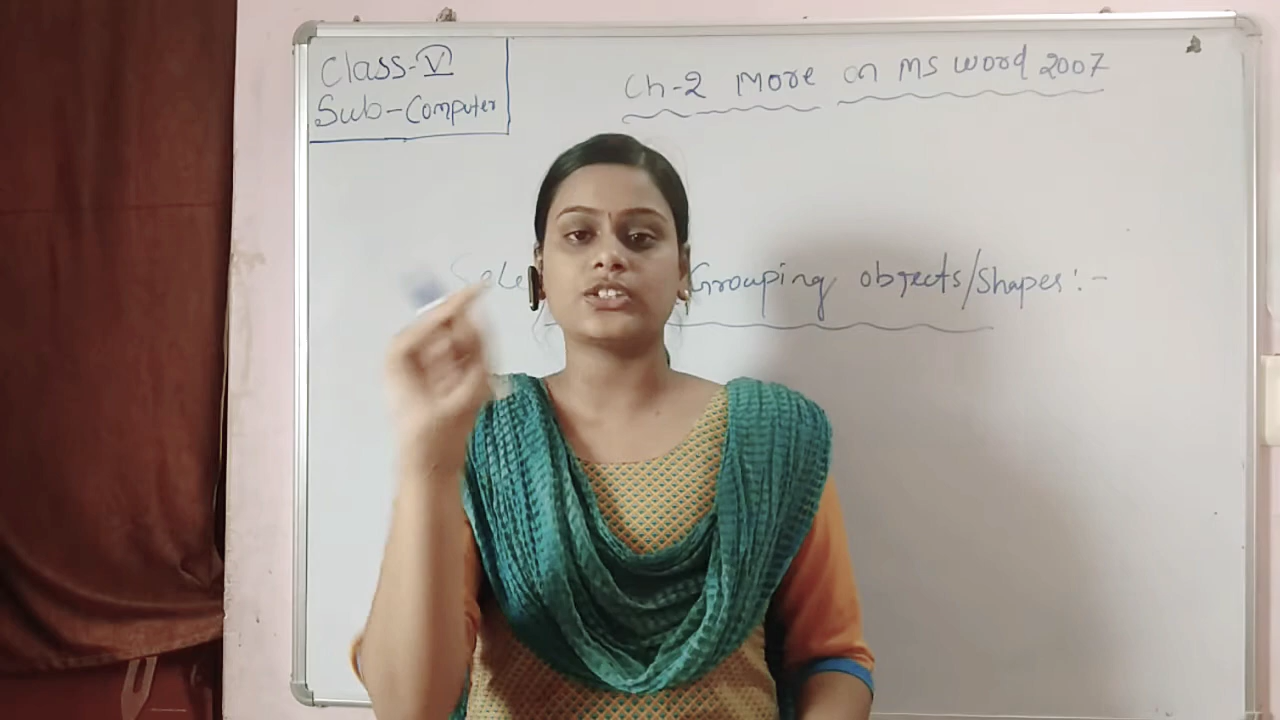 Class-V
Sub-Computer
Ch-2 More on MS Word 2007
Grouping objects/Shapes:-